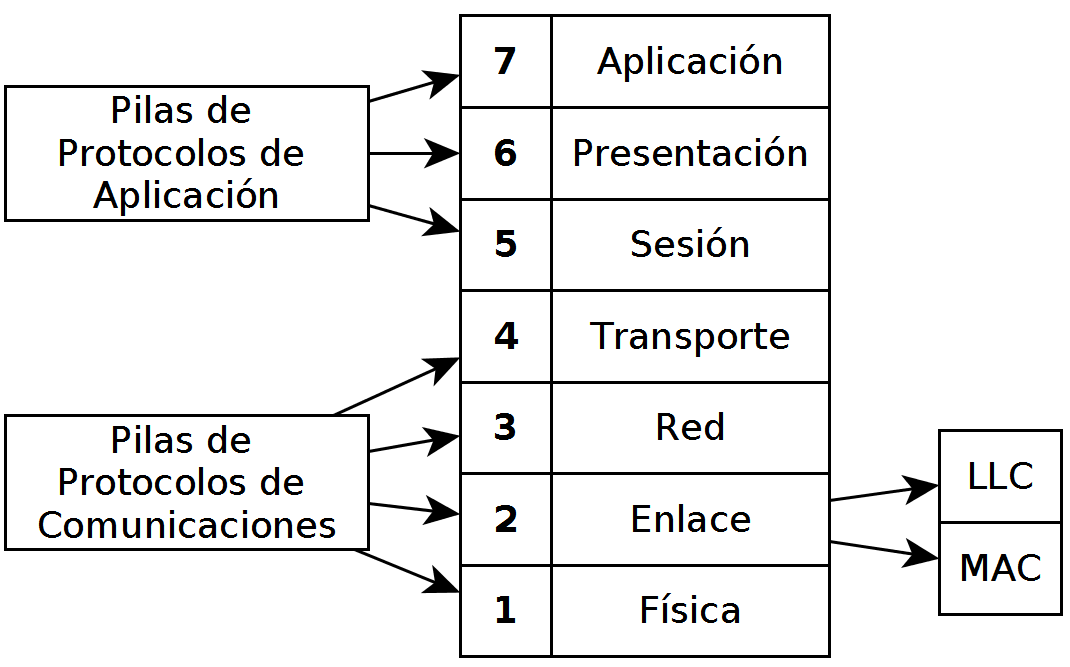 Pilas de
Protocolos de
Aplicación
Pilas de
Protocolos de
Comunicaciones
7 Aplicación
6 Presentación
5 Sesión
4 Transporte
3 Red
2 Enlace
1 Física
LLC
MAC